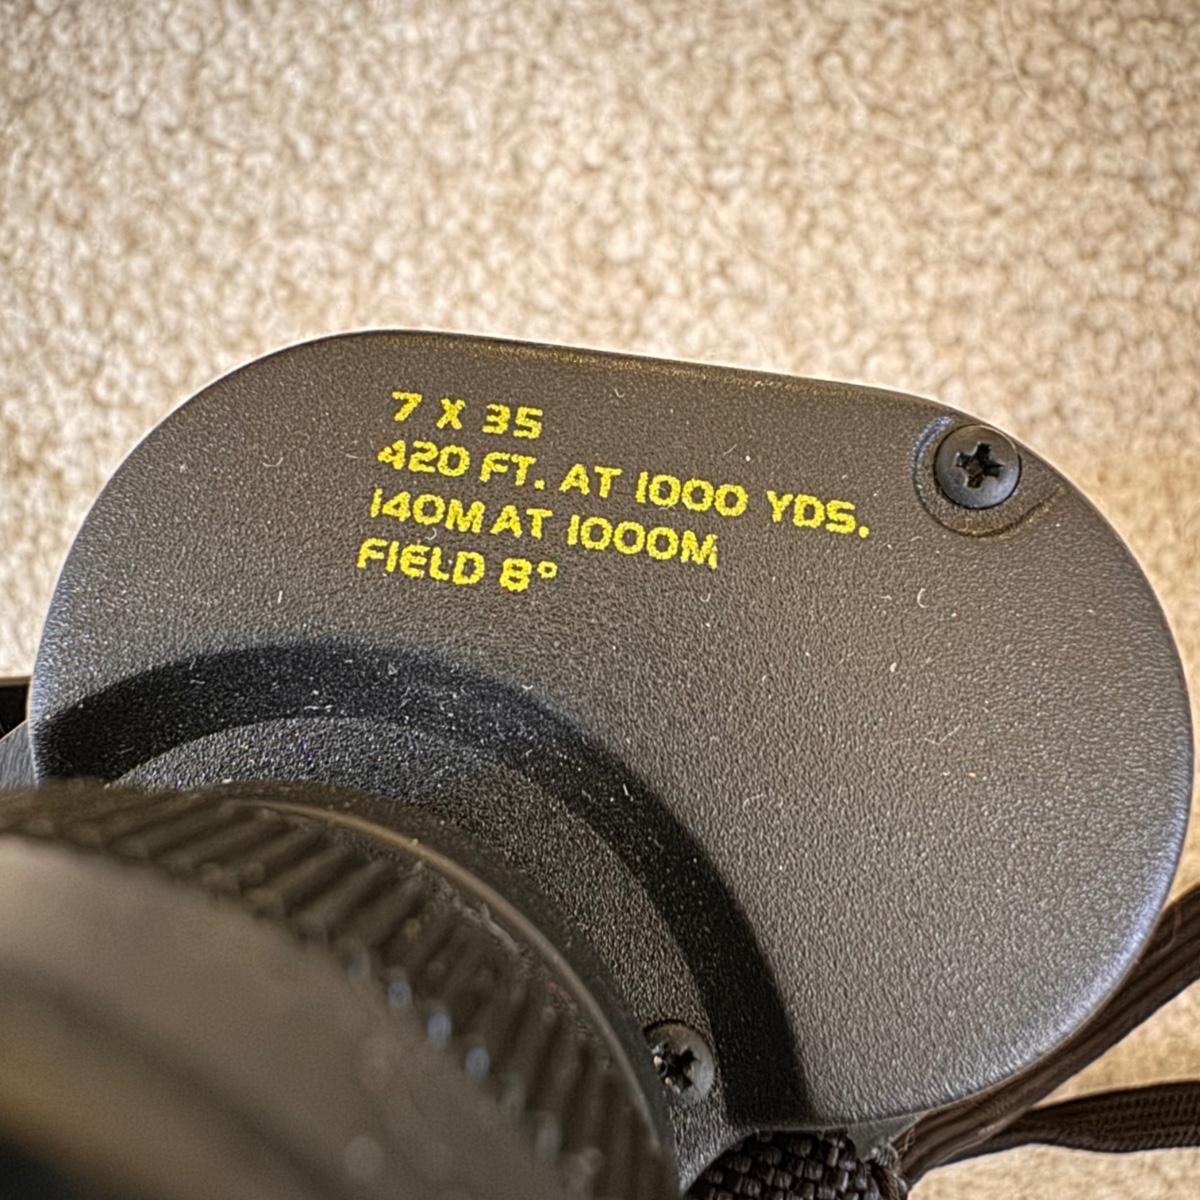 7 X 35
420 FT. AT 1000 YDS.
140M AT 1000M
FIELD 8°